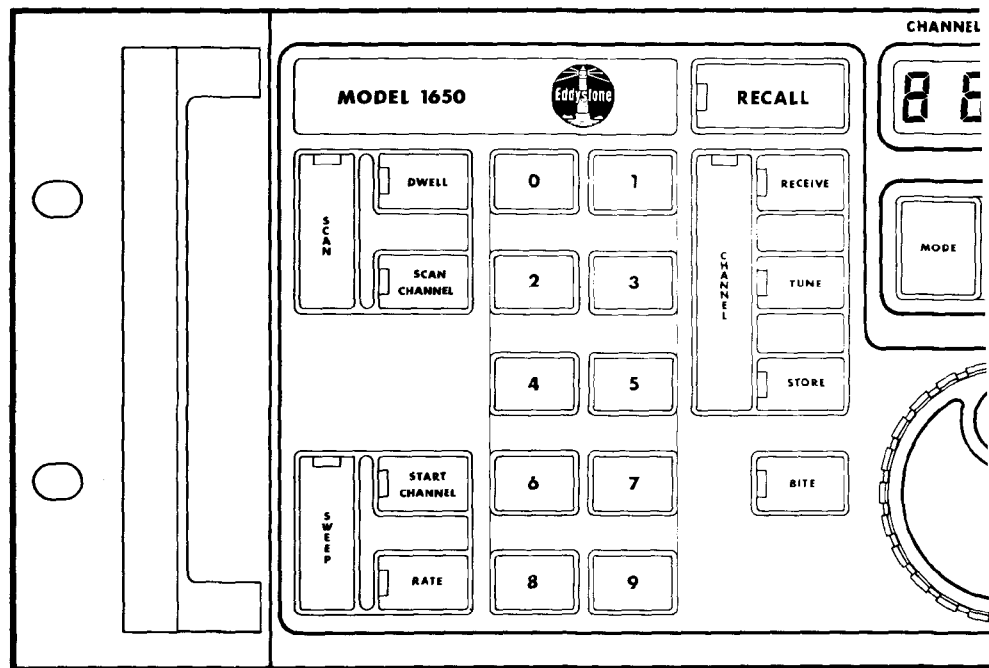 CHANNEL
MODEL 1650
Eddystone
RECALL
SCAN
DWELL
SCAN
CHANNEL
0
1
2
3
4
5
6
7
8
9
CHANNEL
RECEIVE
TUNE
STORE
MODE
SWEEP
START
CHANNEL
RATE
BITE